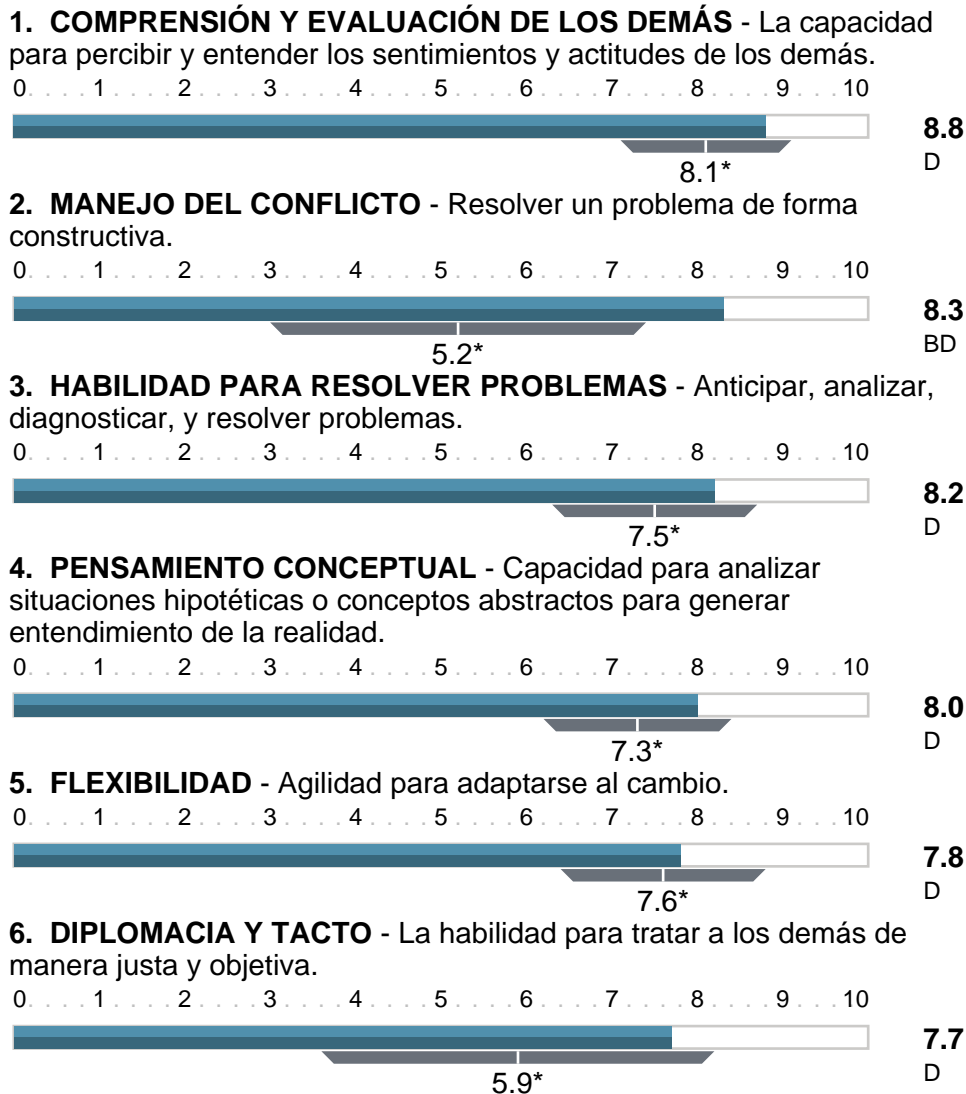 1. COMPRENSIÓN Y EVALUACIÓN DE LOS DEMÁS - La capacidad
para percibir y entender los sentimientos y actitudes de los demás.
0. . . . 1. . . . 2. . . . 3. . . . 4. . . . 5. . . . 6. . . . 7. . . . 8. . . . 9. . . 10
8.8
D
8.1*
2. MANEJO DEL CONFLICTO - Resolver un problema de forma
constructiva.
0. . . . 1. . . . 2. . . . 3. . . . 4. . . . 5. . . . 6. . . . 7. . . . 8. . . . 9. . . 10
8.3
BD
5.2*
3. HABILIDAD PARA RESOLVER PROBLEMAS - Anticipar, analizar,
diagnosticar, y resolver problemas.
0. . . . 1. . . . 2. . . . 3. . . . 4. . . . 5. . . . 6. . . . 7. . . . 8. . . . 9. . . 10
8.2
D
7.5*
4. PENSAMIENTO CONCEPTUAL - Capacidad para analizar
situaciones hipotéticas o conceptos abstractos para generar
entendimiento de la realidad.
0. . . . 1. . . . 2. . . . 3. . . . 4. . . . 5. . . . 6. . . . 7. . . . 8. . . . 9. . . 10
8.0
D
7.3*
5. FLEXIBILIDAD - Agilidad para adaptarse al cambio.
0. . . . 1. . . . 2. . . . 3. . . . 4. . . . 5. . . . 6. . . . 7. . . . 8. . . . 9. . . 10
7.8
D
7.6*
6. DIPLOMACIA Y TACTO - La habilidad para tratar a los demás de
manera justa y objetiva.
0. . . . 1. . . . 2. . . . 3. . . . 4. . . . 5. . . . 6. . . . 7. . . . 8. . . . 9. . . 10
7.7
D
5.9*